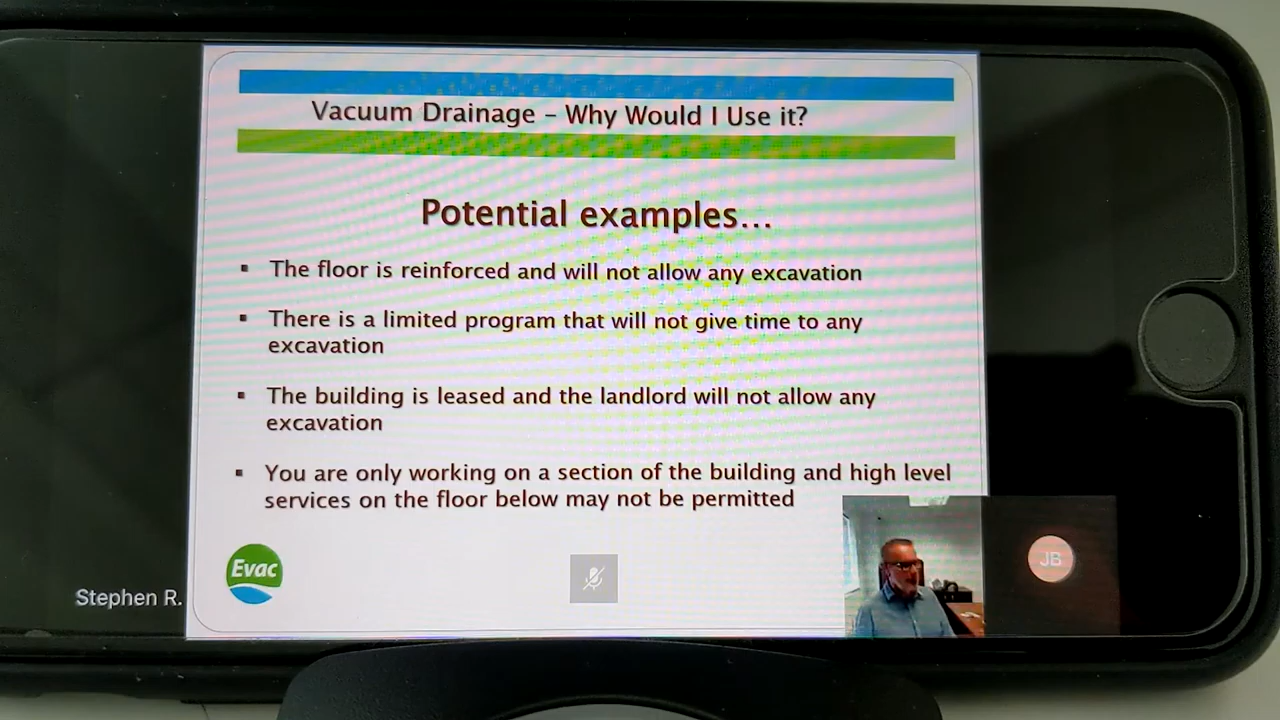 Vacuum Drainage – Why Would I Use it?
Potential examples…
▪ The floor is reinforced and will not allow any excavation
▪ There is a limited program that will not give time to any
excavation
▪ The building is leased and the landlord will not allow any
excavation
▪ You are only working on a section of the building and high level
services on the floor below may not be permitted
Evac
Stephen R.
JB